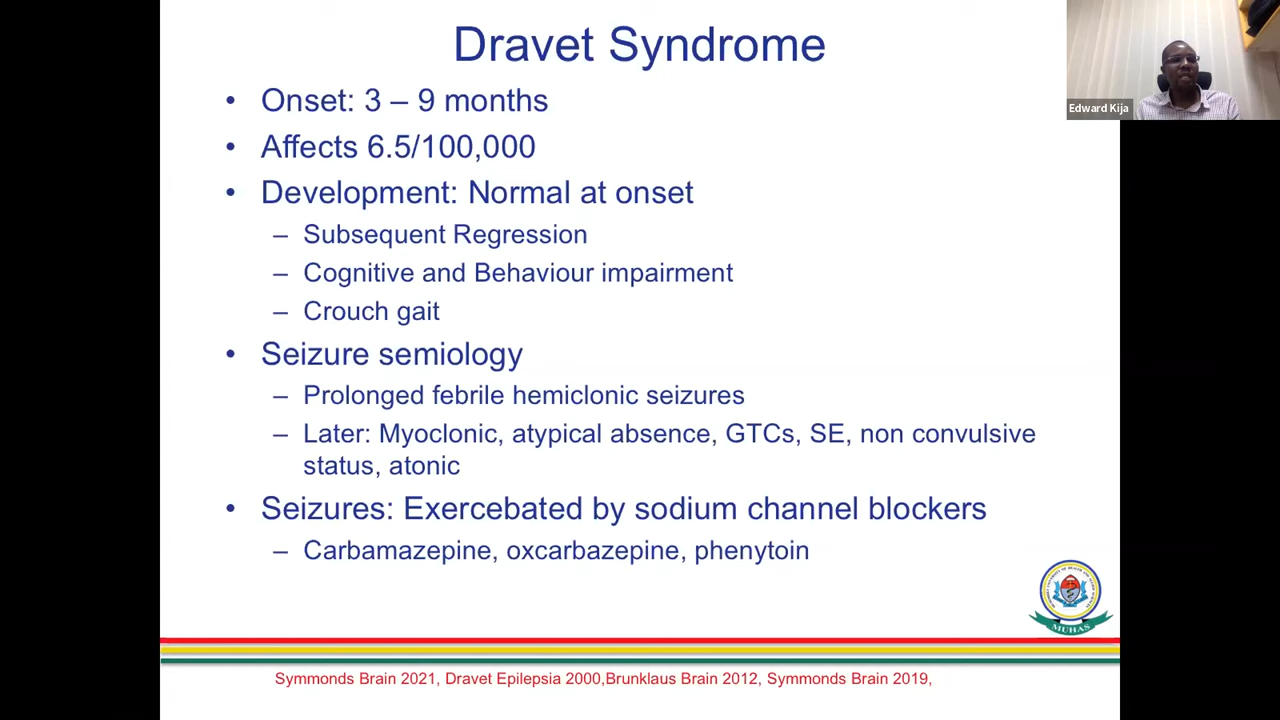 Dravet Syndrome
Edward Kija
• Onset: 3 – 9 months
• Affects 6.5/100,000
• Development: Normal at onset
– Subsequent Regression
– Cognitive and Behaviour impairment
– Crouch gait
• Seizure semiology
– Prolonged febrile hemiclonic seizures
– Later: Myoclonic, atypical absence, GTCs, SE, non convulsive
status, atonic
• Seizures: Exercebated by sodium channel blockers
– Carbamazepine, oxcarbazepine, phenytoin
MUHAS
Symmonds Brain 2021, Dravet Epilepsia 2000,Brunklaus Brain 2012, Symmonds Brain 2019,